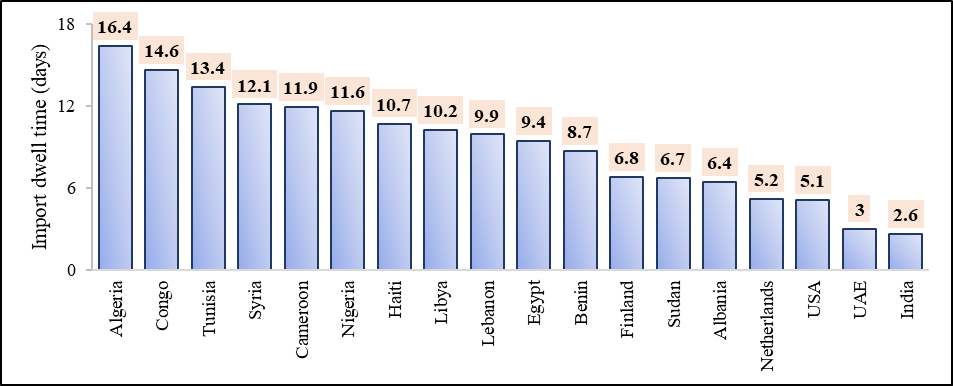 Import dwell time (days)
18
12
6
0
16.4
14.6
13.4
12.1
11.9
11.6
10.7
10.2
9.9
9.4
8.7
6.8
6.7
6.4
5.2
5.1
3
2.6
Algeria
Congo
Tunisia
Syria
Cameroon
Nigeria
Haiti
Libya
Lebanon
Egypt
Benin
Finland
Sudan
Albania
Netherlands
USA
UAE
India